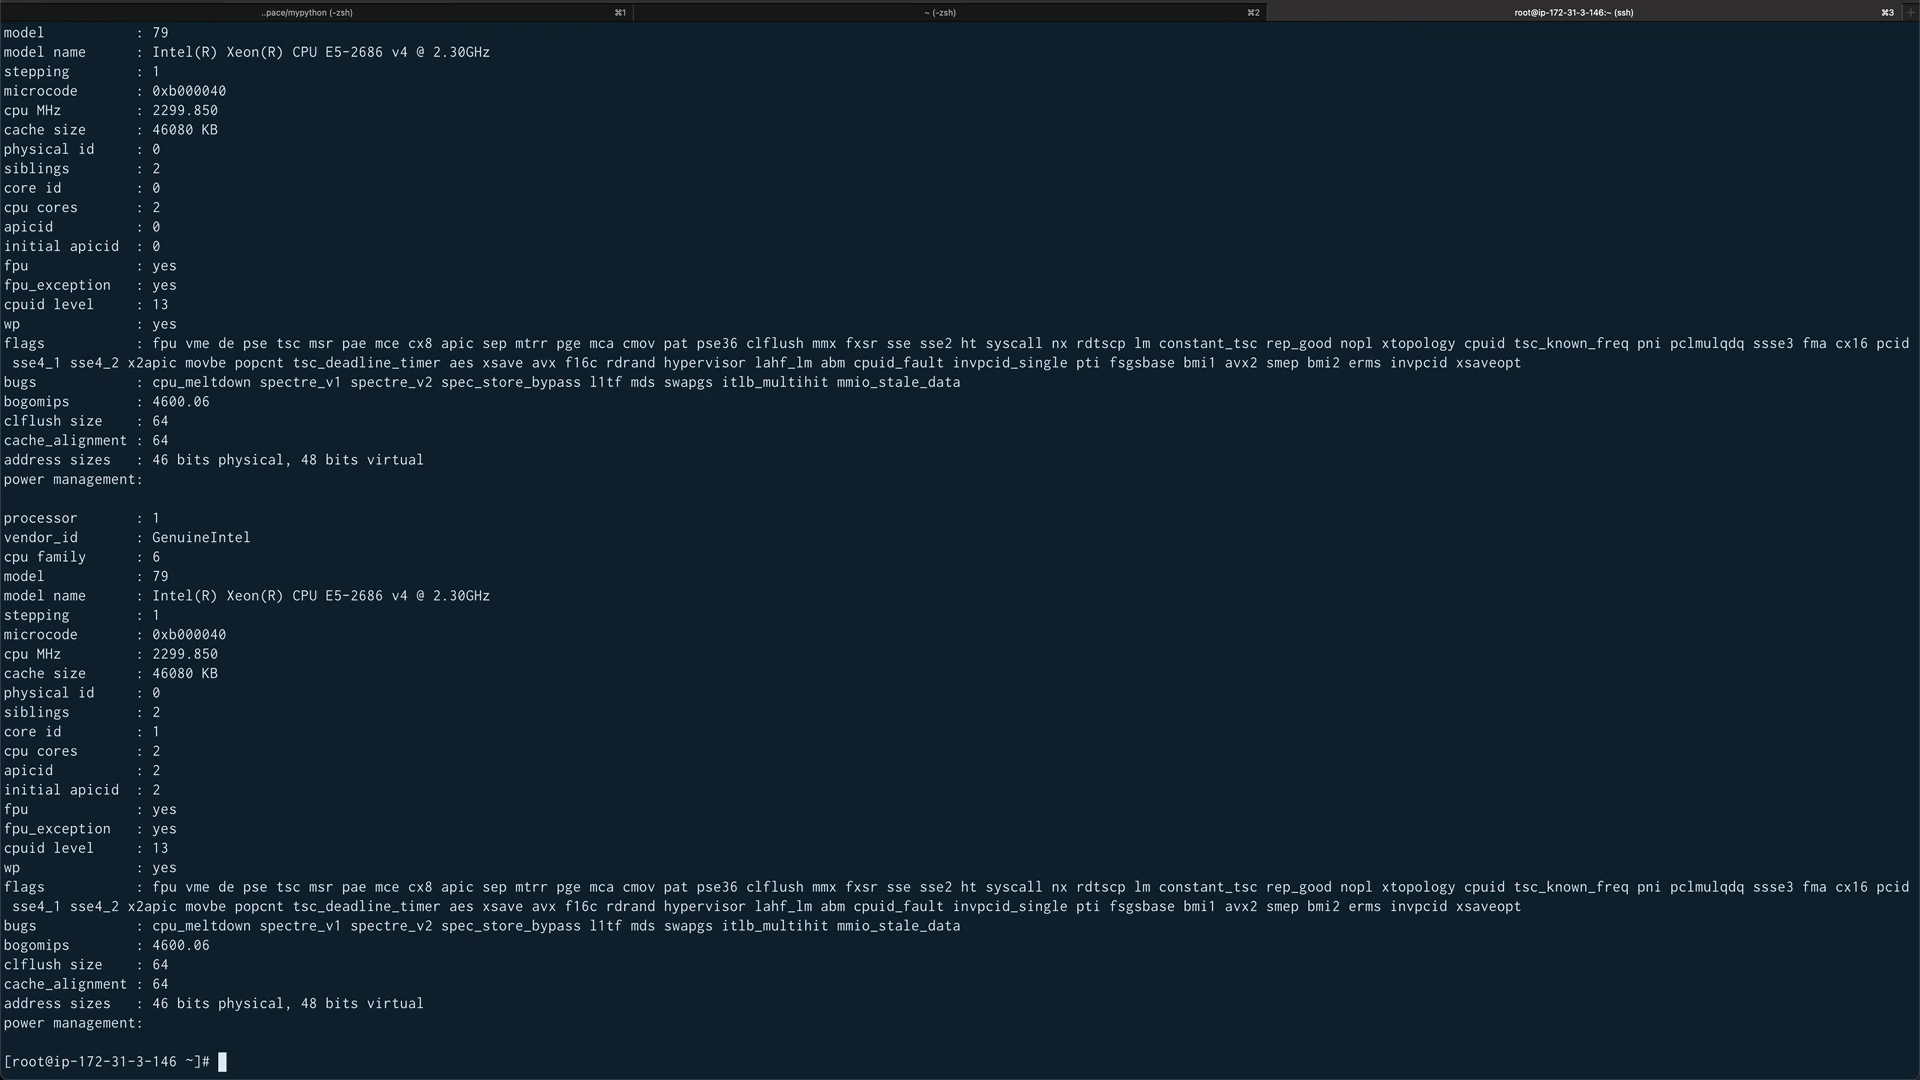 ..pace/mypython (-zsh) ⌘1 ~ (-zsh) ⌘2 root@ip-172-31-3-146:~ (ssh) ⌘3 +
model : 79
model name : Intel(R) Xeon(R) CPU E5-2686 v4 @ 2.30GHz
stepping : 1
microcode : 0xb000040
cpu MHz : 2299.850
cache size : 46080 KB
physical id : 0
siblings : 2
core id : 0
cpu cores : 2
apicid : 0
initial apicid : 0
fpu : yes
fpu_exception : yes
cpuid level : 13
wp : yes
flags : fpu vme de pse tsc msr pae mce cx8 apic sep mtrr pge mca cmov pat pse36 clflush mmx fxsr sse sse2 ht syscall nx rdtscp lm constant_tsc rep_good nopl xtopology cpuid tsc_known_freq pni pclmulqdq ssse3 fma cx16 pcid
sse4_1 sse4_2 x2apic movbe popcnt tsc_deadline_timer aes xsave avx f16c rdrand hypervisor lahf_lm abm cpuid_fault invpcid_single pti fsgsbase bmi1 avx2 smep bmi2 erms invpcid xsaveopt
bugs : cpu_meltdown spectre_v1 spectre_v2 spec_store_bypass l1tf mds swapgs itlb_multihit mmio_stale_data
bogomips : 4600.06
clflush size : 64
cache_alignment : 64
address sizes : 46 bits physical, 48 bits virtual
power management:
processor : 1
vendor_id : GenuineIntel
cpu family : 6
model : 79
model name : Intel(R) Xeon(R) CPU E5-2686 v4 @ 2.30GHz
stepping : 1
microcode : 0xb000040
cpu MHz : 2299.850
cache size : 46080 KB
physical id : 0
siblings : 2
core id : 1
cpu cores : 2
apicid : 2
initial apicid : 2
fpu : yes
fpu_exception : yes
cpuid level : 13
wp : yes
flags : fpu vme de pse tsc msr pae mce cx8 apic sep mtrr pge mca cmov pat pse36 clflush mmx fxsr sse sse2 ht syscall nx rdtscp lm constant_tsc rep_good nopl xtopology cpuid tsc_known_freq pni pclmulqdq ssse3 fma cx16 pcid
sse4_1 sse4_2 x2apic movbe popcnt tsc_deadline_timer aes xsave avx f16c rdrand hypervisor lahf_lm abm cpuid_fault invpcid_single pti fsgsbase bmi1 avx2 smep bmi2 erms invpcid xsaveopt
bugs : cpu_meltdown spectre_v1 spectre_v2 spec_store_bypass l1tf mds swapgs itlb_multihit mmio_stale_data
bogomips : 4600.06
clflush size : 64
cache_alignment : 64
address sizes : 46 bits physical, 48 bits virtual
power management:
[root@ip-172-31-3-146 ~]#